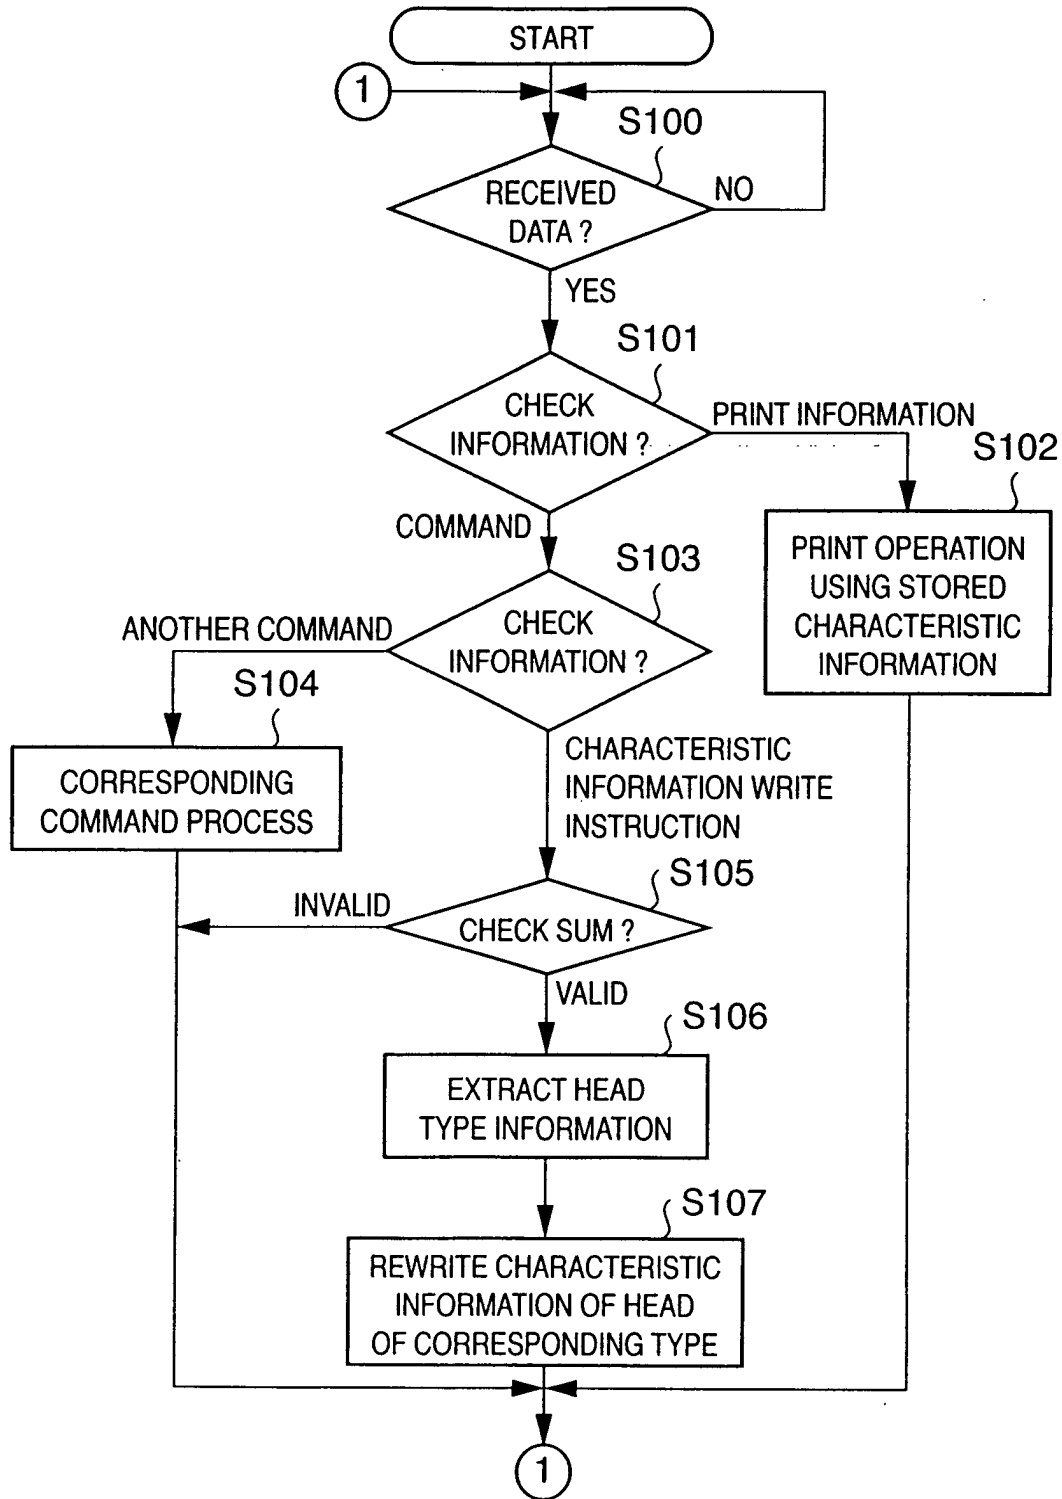 START
1
S100
RECEIVED
DATA ?
NO
YES
S101
CHECK
INFORMATION ?
PRINT INFORMATION
S102
COMMAND
PRINT OPERATION
USING STORED
CHARACTERISTIC
INFORMATION
S103
ANOTHER COMMAND
CHECK
INFORMATION ?
S104
CORRESPONDING
COMMAND PROCESS
CHARACTERISTIC
INFORMATION WRITE
INSTRUCTION
S105
INVALID
CHECK SUM ?
VALID
S106
EXTRACT HEAD
TYPE INFORMATION
S107
REWRITE CHARACTERISTIC
INFORMATION OF HEAD
OF CORRESPONDING TYPE
1